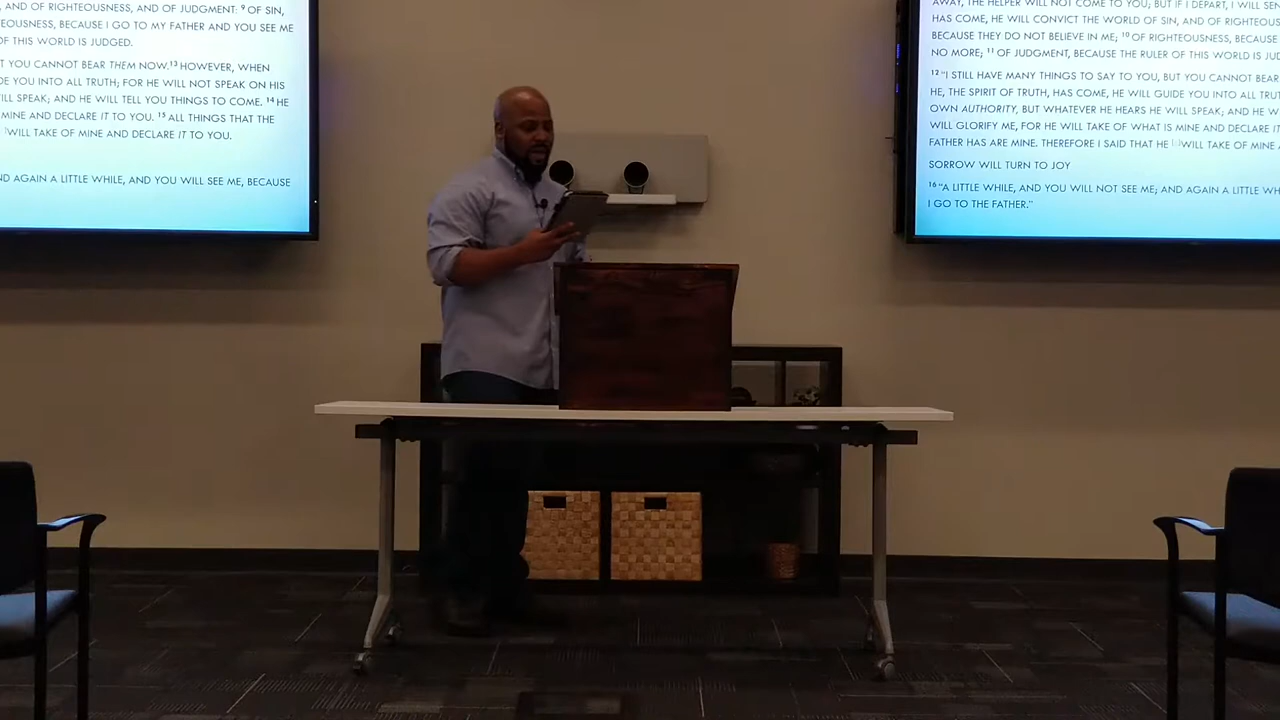 , AND OF RIGHTEOUSNESS, AND OF JUDGMENT: 9 OF SIN,
EOUSNESS, BECAUSE I GO TO MY FATHER AND YOU SEE ME
OF THIS WORLD IS JUDGED.
T YOU CANNOT BEAR THEM NOW.13 HOWEVER, WHEN
DE YOU INTO ALL TRUTH; FOR HE WILL NOT SPEAK ON HIS
ILL SPEAK; AND HE WILL TELL YOU THINGS TO COME. 14 HE
MINE AND DECLARE IT TO YOU. 15 ALL THINGS THAT THE
WILL TAKE OF MINE AND DECLARE IT TO YOU.
ND AGAIN A LITTLE WHILE, AND YOU WILL SEE ME, BECAUSE
AWAY, THE HELPER WILL NOT COME TO YOU; BUT IF I DEPART, I WILL SEN
HAS COME, HE WILL CONVICT THE WORLD OF SIN, AND OF RIGHTEOUS
BECAUSE THEY DO NOT BELIEVE IN ME; 10 OF RIGHTEOUSNESS, BECAUSE
NO MORE; 11 OF JUDGMENT, BECAUSE THE RULER OF THIS WORLD IS JUD
12 "I STILL HAVE MANY THINGS TO SAY TO YOU, BUT YOU CANNOT BEAR
HE, THE SPIRIT OF TRUTH, HAS COME, HE WILL GUIDE YOU INTO ALL TRUT
OWN AUTHORITY, BUT WHATEVER HE HEARS HE WILL SPEAK; AND HE W
WILL GLORIFY ME, FOR HE WILL TAKE OF WHAT IS MINE AND DECLARE IT
FATHER HAS ARE MINE. THEREFORE I SAID THAT HE WILL TAKE OF MINE
SORROW WILL TURN TO JOY
16 "A LITTLE WHILE, AND YOU WILL NOT SEE ME; AND AGAIN A LITTLE WH
I GO TO THE FATHER."